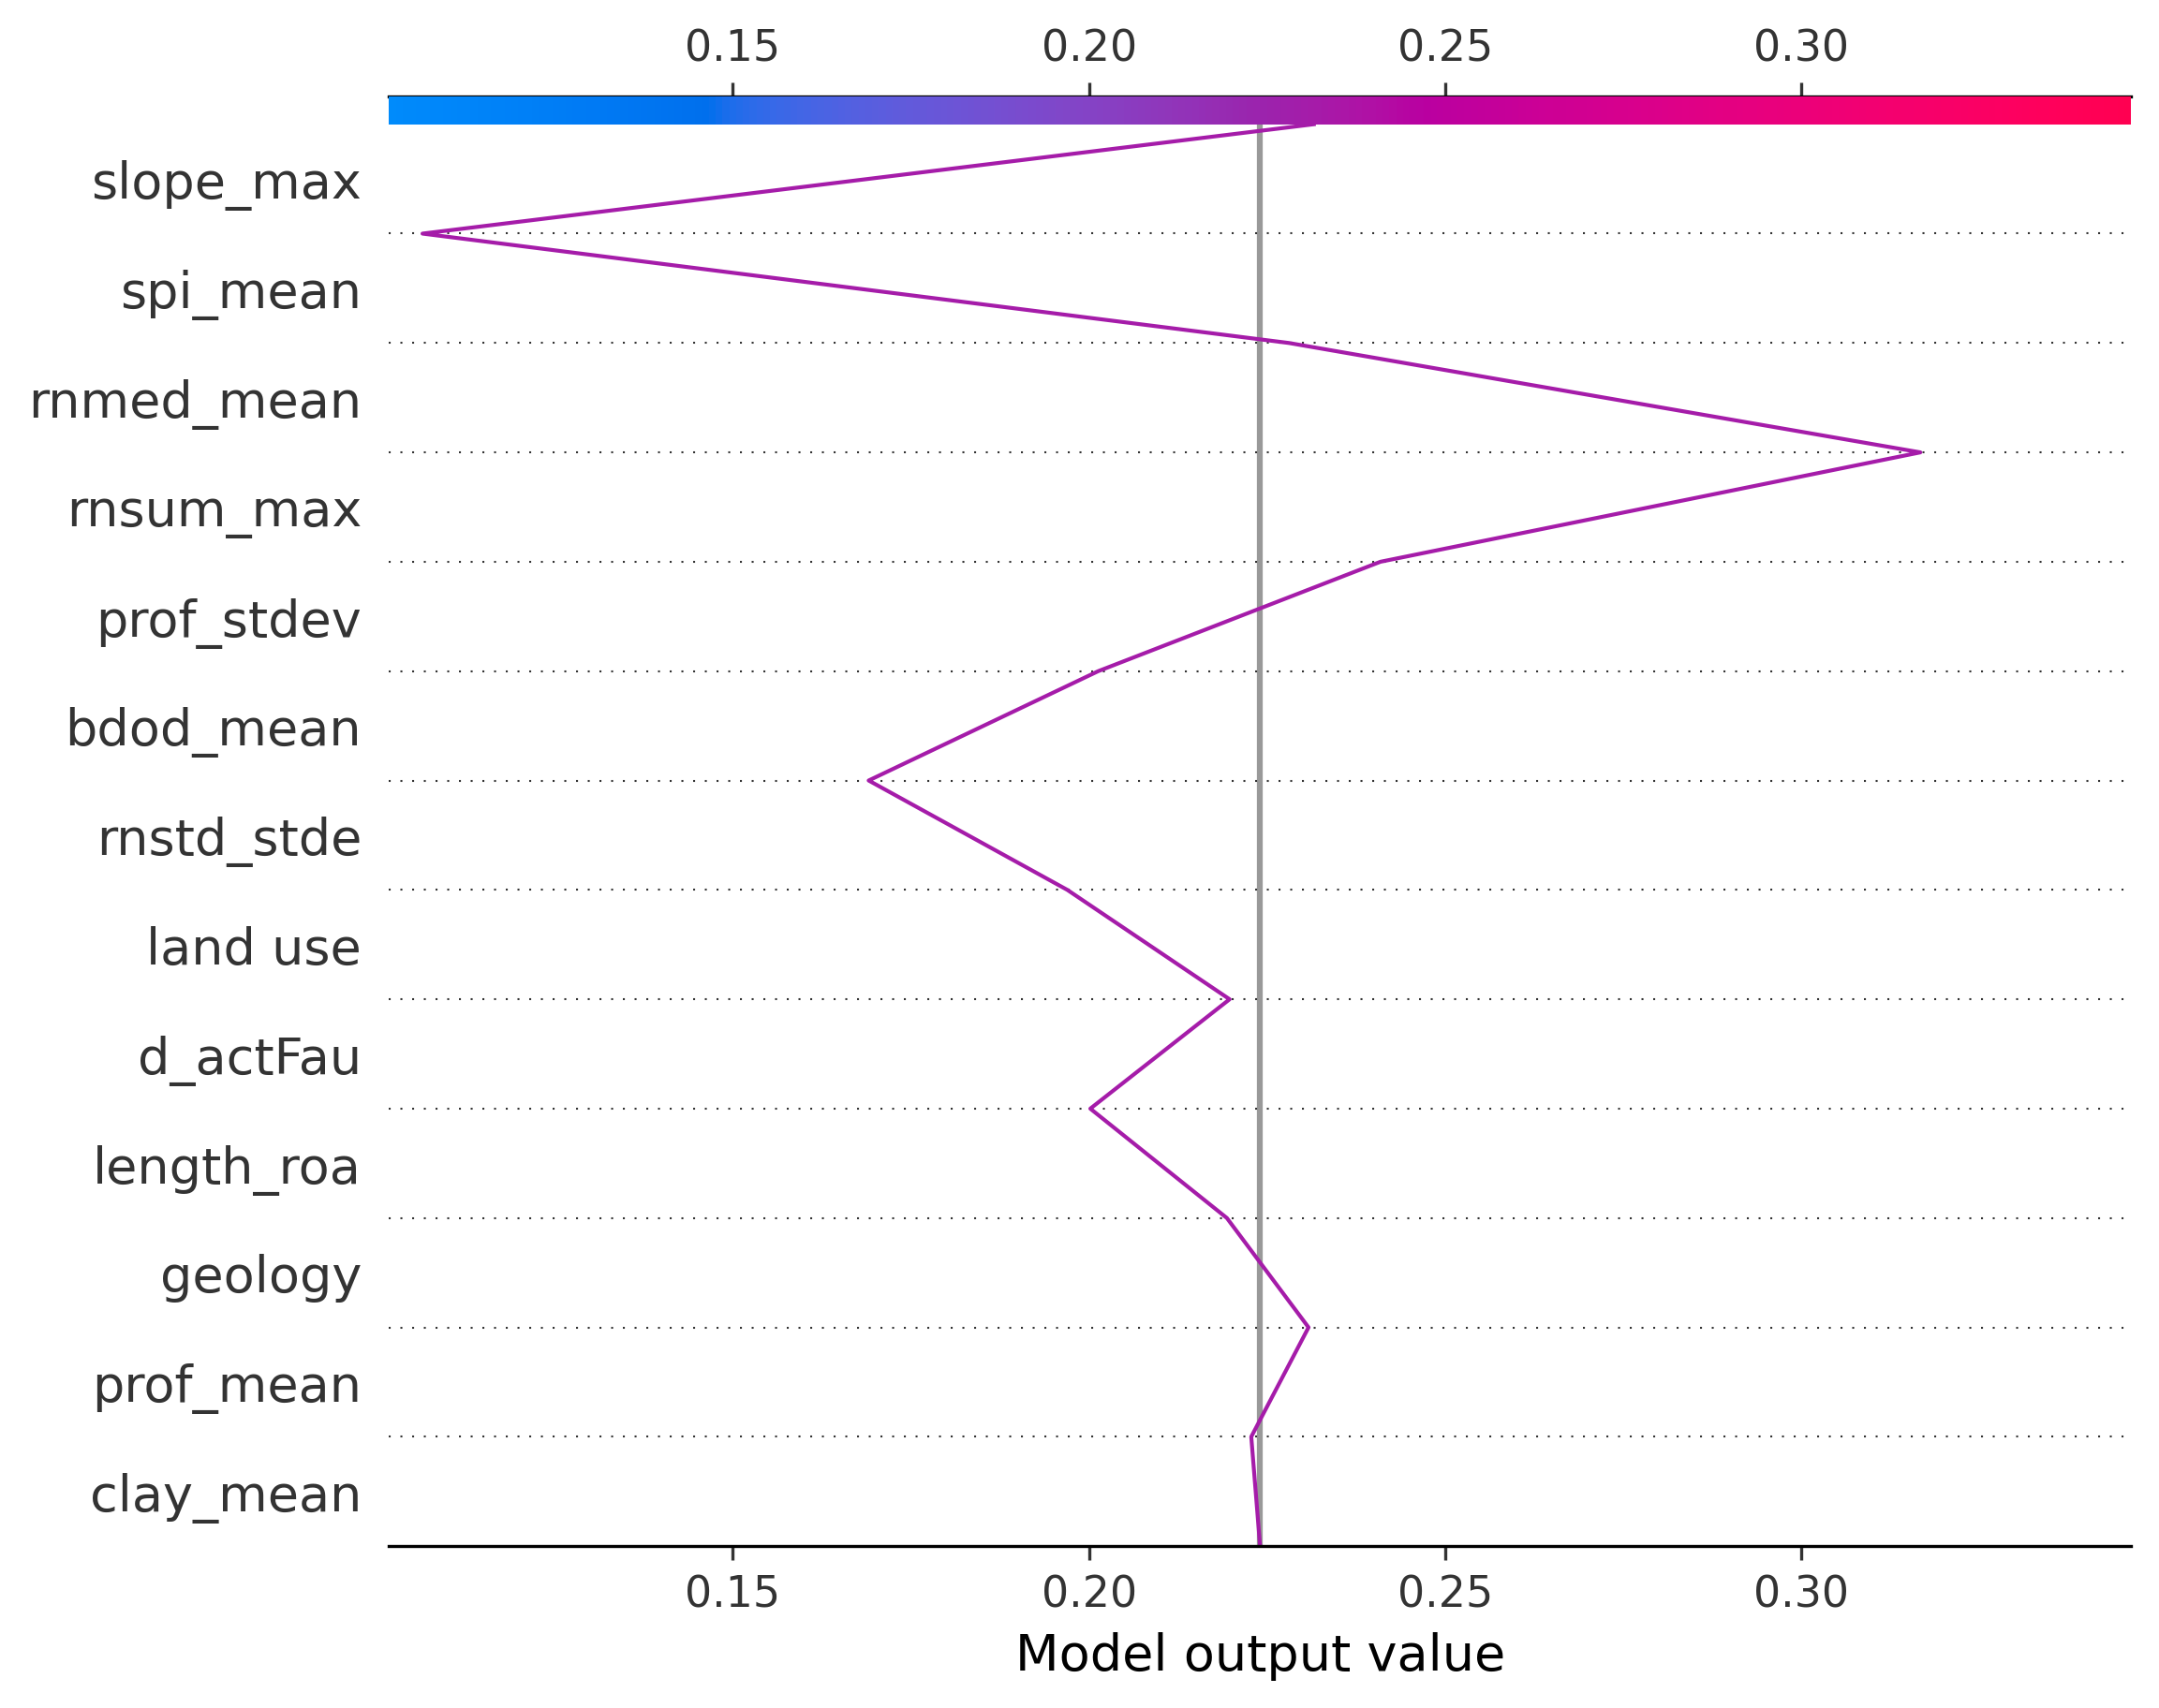 0.15 0.20 0.25 0.30
slope_max
spi_mean
rnmed_mean
rnsum_max
prof_stdev
bdod_mean
rnstd_stde
land use
d_actFau
length_roa
geology
prof_mean
clay_mean
0.15 0.20 0.25 0.30
Model output value